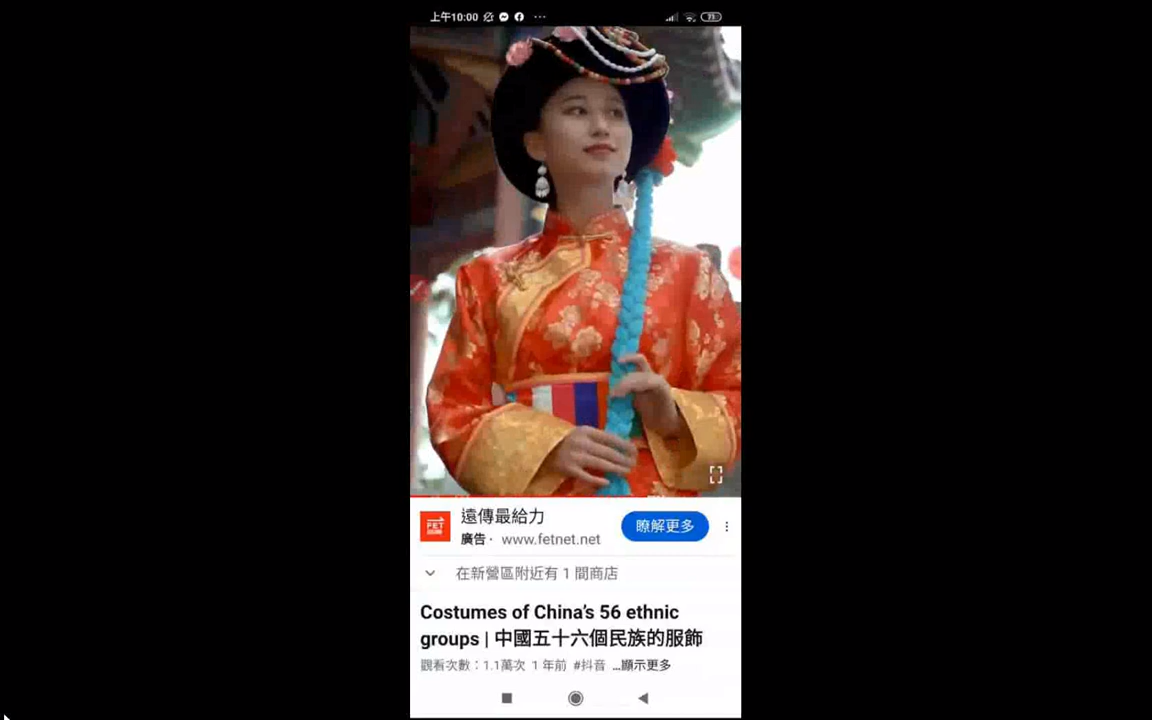 上午10:00
73
FET
遠傳最給力
廣告 · www.fetnet.net
瞭解更多
在新營區附近有 1 間商店
Costumes of China's 56 ethnic
groups | 中國五十六個民族的服飾
觀看次數：1.1萬次 1 年前 #抖音 ...顯示更多